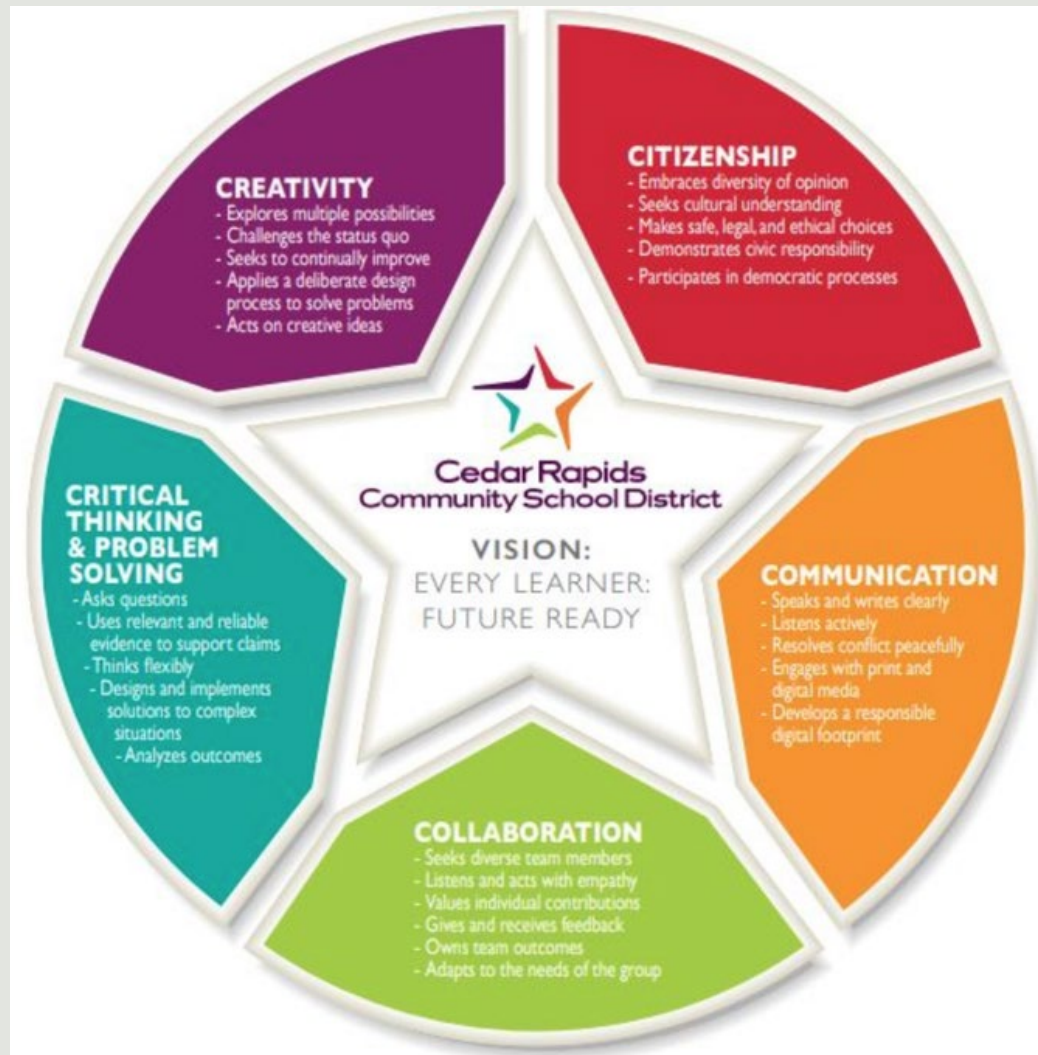 CREATIVITY
- Explores multiple possibilities
- Challenges the status quo
- Seeks to continually improve
- Applies a deliberate design
process to solve problems
- Acts on creative ideas
CITIZENSHIP
- Embraces diversity of opinion
- Seeks cultural understanding
- Makes safe, legal, and ethical choices
- Demonstrates civic responsibility
- Participates in democratic processes
Cedar Rapids
Community School District
VISION:
EVERY LEARNER:
FUTURE READY
CRITICAL
THINKING
& PROBLEM
SOLVING
- Asks questions
- Uses relevant and reliable
evidence to support claims
- Thinks flexibly
- Designs and implements
solutions to complex
situations
- Analyzes outcomes
COMMUNICATION
- Speaks and writes clearly
- Listens actively
- Resolves conflict peacefully
- Engages with print and
digital media
- Develops a responsible
digital footprint
COLLABORATION
- Seeks diverse team members
- Listens and acts with empathy
- Values individual contributions
- Gives and receives feedback
- Owns team outcomes
- Adapts to the needs of the group